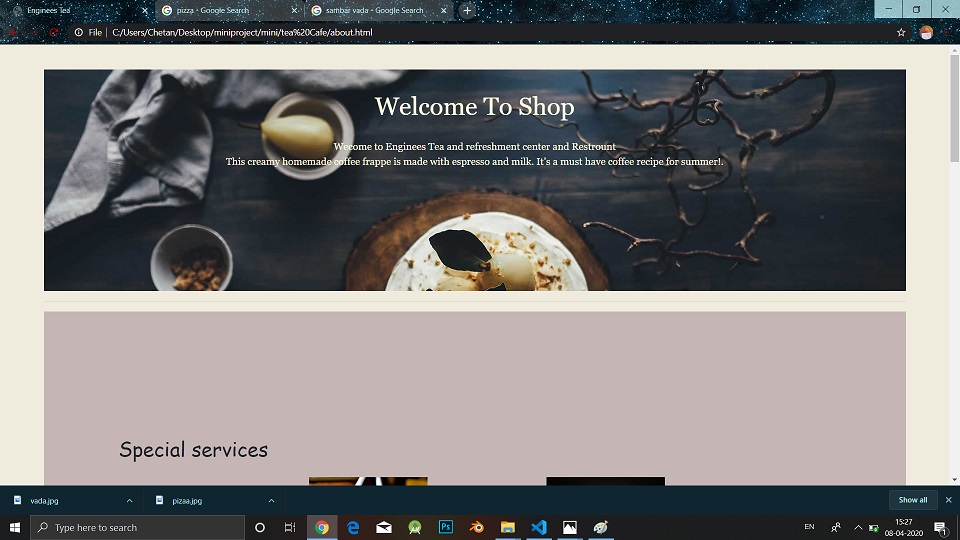 Enginees Tea
pizza - Google Search
sambar vada - Google Search
File
C:/Users/Chetan/Desktop/miniproject/mini/tea%20Cafe/about.html
Welcome To Shop
Wecome to Enginees Tea and refreshment center and Restrount
This creamy homemade coffee frappe is made with espresso and milk. It's a must have coffee recipe for summer!.
Special services
vada.jpg
pizaa.jpg
Show all
Type here to search
Ps
EN
15:27
08-04-2020
1